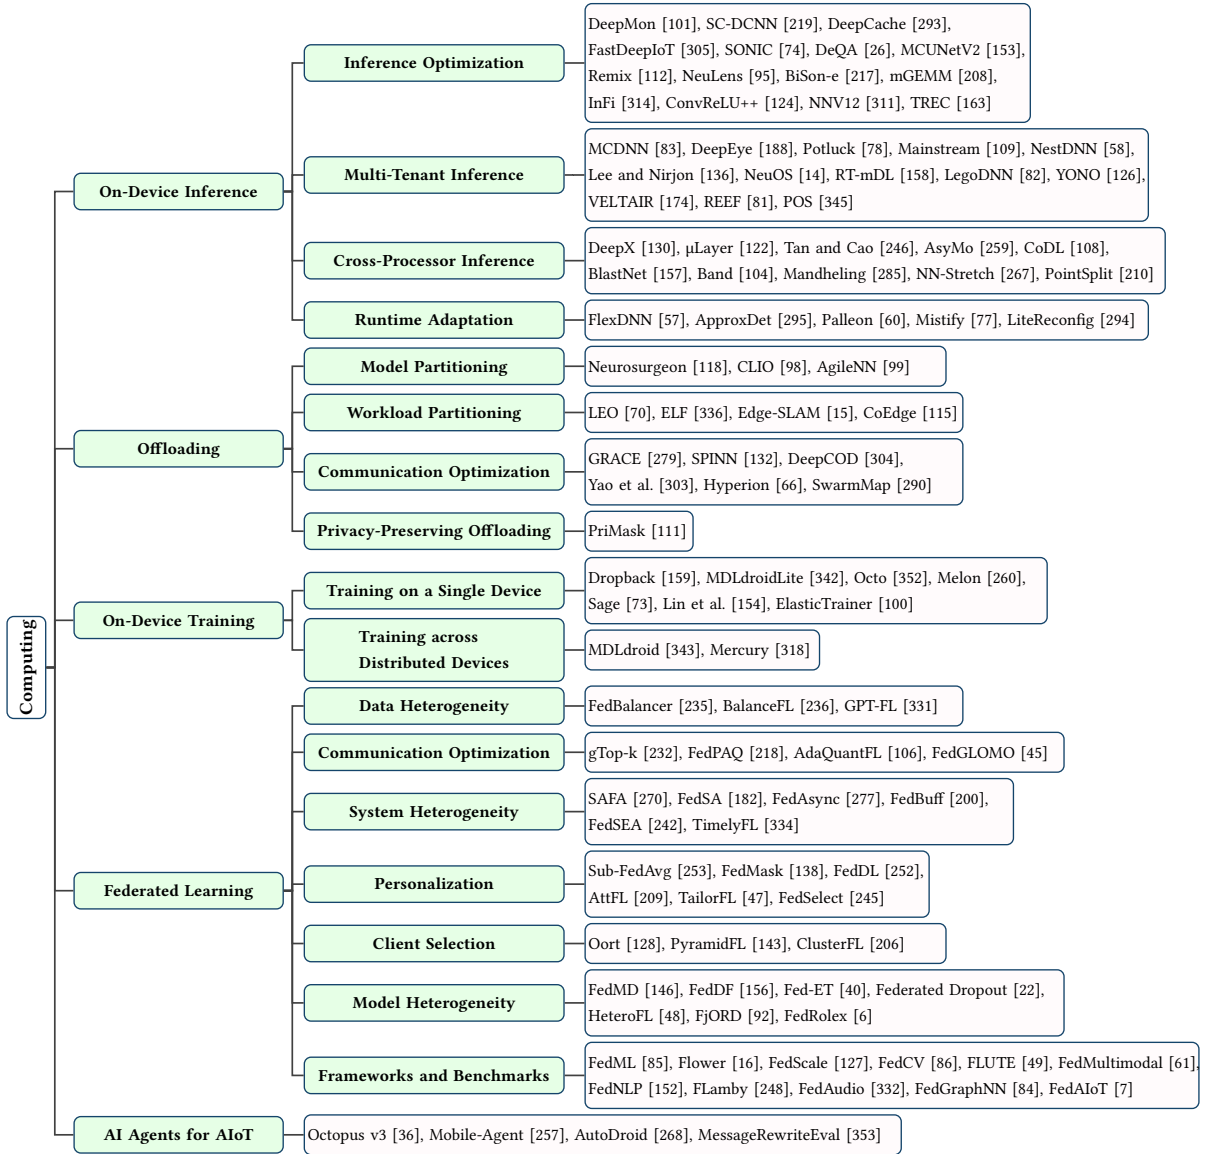 Computing
On-Device Inference
Inference Optimization
DeepMon [101], SC-DCNN [219], DeepCache [293],
FastDeepIoT [305], SONIC [74], DeQA [26], MCUNetV2 [153],
Remix [112], NeuLens [95], BiSon-e [217], mGEMM [208],
InFi [314], ConvReLU++ [124], NNV12 [311], TREC [163]
Multi-Tenant Inference
MCDNN [83], DeepEye [188], Potluck [78], Mainstream [109], NestDNN [58],
Lee and Nirjon [136], NeuOS [14], RT-mDL [158], LegoDNN [82], YONO [126],
VELTAIR [174], REEF [81], POS [345]
Cross-Processor Inference
DeepX [130], μLayer [122], Tan and Cao [246], AsyMo [259], CoDL [108],
BlastNet [157], Band [104], Mandheling [285], NN-Stretch [267], PointSplit [210]
Runtime Adaptation
FlexDNN [57], ApproxDet [295], Palleon [60], Mistify [77], LiteReconfig [294]
Offloading
Model Partitioning
Neurosurgeon [118], CLIO [98], AgileNN [99]
Workload Partitioning
LEO [70], ELF [336], Edge-SLAM [15], CoEdge [115]
Communication Optimization
GRACE [279], SPINN [132], DeepCOD [304],
Yao et al. [303], Hyperion [66], SwarmMap [290]
Privacy-Preserving Offloading
PriMask [111]
On-Device Training
Training on a Single Device
Dropback [159], MDLdroidLite [342], Octo [352], Melon [260],
Sage [73], Lin et al. [154], ElasticTrainer [100]
Training across
Distributed Devices
MDLdroid [343], Mercury [318]
Federated Learning
Data Heterogeneity
FedBalancer [235], BalanceFL [236], GPT-FL [331]
Communication Optimization
gTop-k [232], FedPAQ [218], AdaQuantFL [106], FedGLOMO [45]
System Heterogeneity
SAFA [270], FedSA [182], FedAsync [277], FedBuff [200],
FedSEA [242], TimelyFL [334]
Personalization
Sub-FedAvg [253], FedMask [138], FedDL [252],
AttFL [209], TailorFL [47], FedSelect [245]
Client Selection
Oort [128], PyramidFL [143], ClusterFL [206]
Model Heterogeneity
FedMD [146], FedDF [156], Fed-ET [40], Federated Dropout [22],
HeteroFL [48], FjORD [92], FedRolex [6]
Frameworks and Benchmarks
FedML [85], Flower [16], FedScale [127], FedCV [86], FLUTE [49], FedMultimodal [61],
FedNLP [152], FLamby [248], FedAudio [332], FedGraphNN [84], FedAIoT [7]
AI Agents for AIoT
Octopus v3 [36], Mobile-Agent [257], AutoDroid [268], MessageRewriteEval [353]